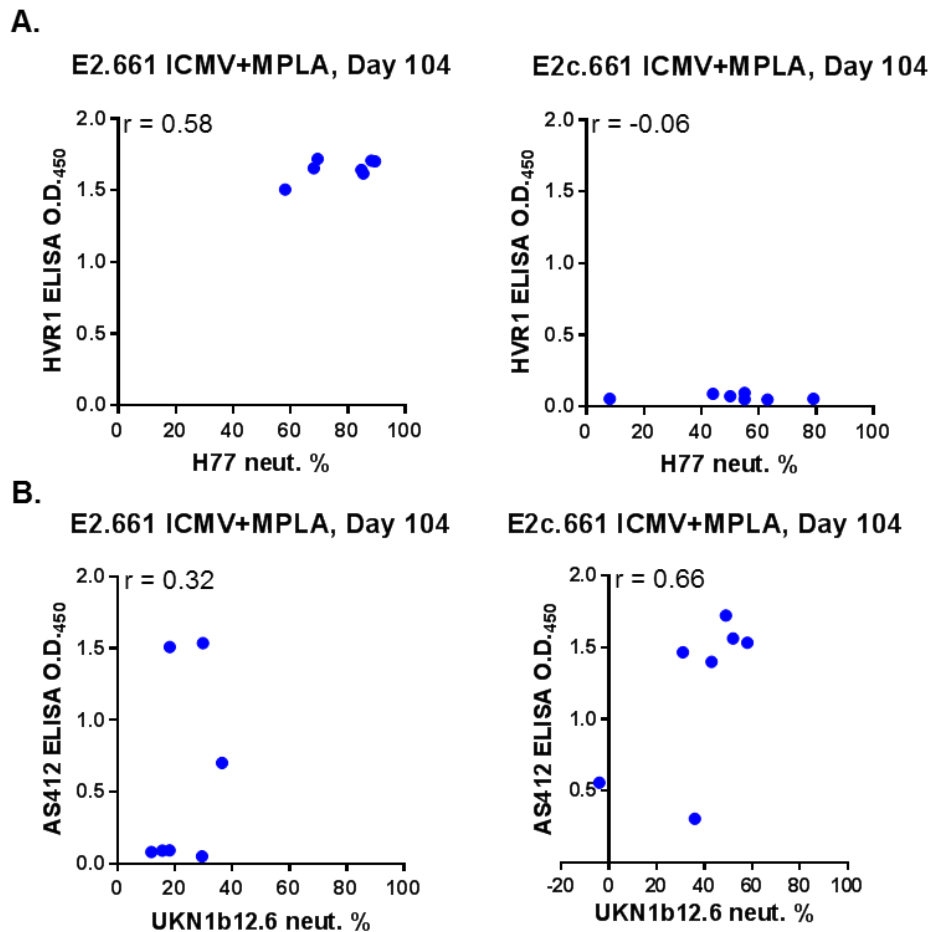 A.
E2.661 ICMV+MPLA, Day 104
r = 0.58
HVR1 ELISA O.D.450
2.0
1.5
1.0
0.5
0.0
0 20 40 60 80 100
H77 neut. %
E2c.661 ICMV+MPLA, Day 104
r = -0.06
HVR1 ELISA O.D.450
2.0
1.5
1.0
0.5
0.0
0 20 40 60 80 100
H77 neut. %
B.
E2.661 ICMV+MPLA, Day 104
r = 0.32
AS412 ELISA O.D.450
2.0
1.5
1.0
0.5
0.0
0 20 40 60 80 100
UKN1b12.6 neut. %
E2c.661 ICMV+MPLA, Day 104
r = 0.66
AS412 ELISA O.D.450
2.0
1.5
1.0
0.5
-20 0 20 40 60 80 100
UKN1b12.6 neut. %